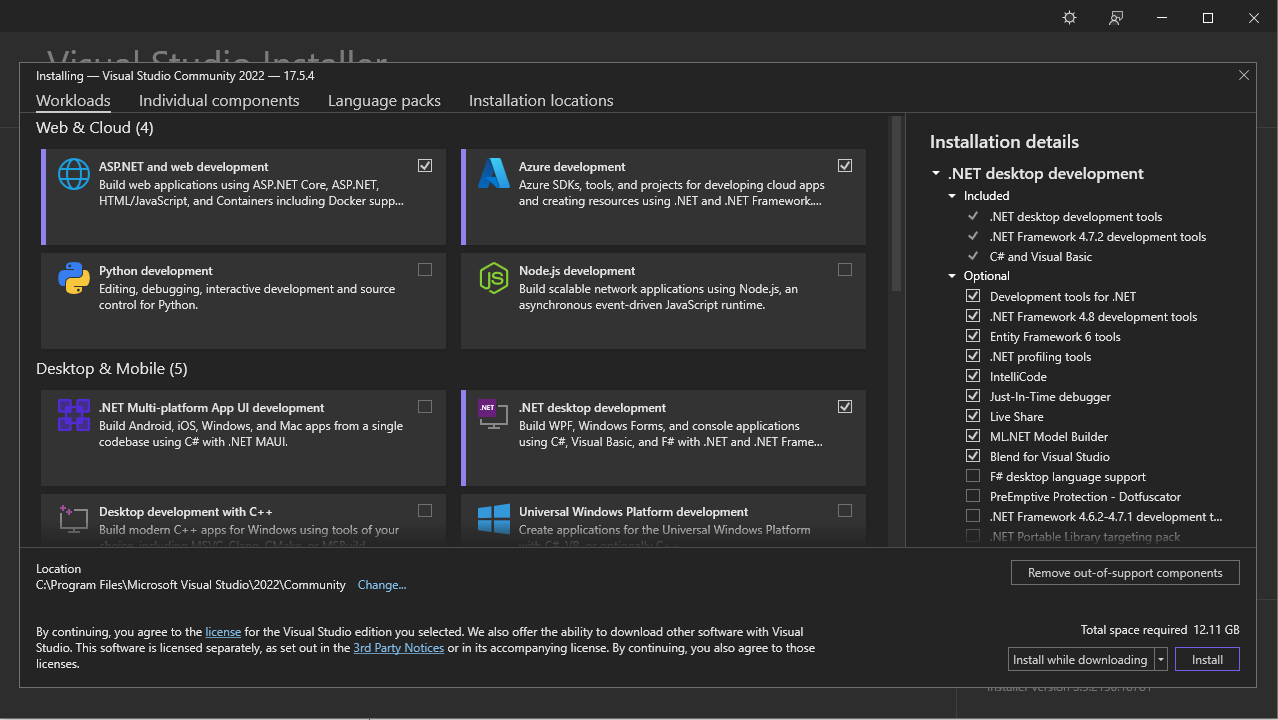 Visual Studio Installer
Installing — Visual Studio Community 2022 — 17.5.4
Workloads Individual components Language packs Installation locations
Web & Cloud (4)
ASP.NET and web development
Build web applications using ASP.NET Core, ASP.NET,
HTML/JavaScript, and Containers including Docker supp...
Azure development
Azure SDKs, tools, and projects for developing cloud apps
and creating resources using .NET and .NET Framework....
Python development
Editing, debugging, interactive development and source
control for Python.
Node.js development
Build scalable network applications using Node.js, an
asynchronous event-driven JavaScript runtime.
Desktop & Mobile (5)
.NET Multi-platform App UI development
Build Android, iOS, Windows, and Mac apps from a single
codebase using C# with .NET MAUI.
.NET
.NET desktop development
Build WPF, Windows Forms, and console applications
using C#, Visual Basic, and F# with .NET and .NET Frame...
Desktop development with C++
Build modern C++ apps for Windows using tools of your
choice, including MSVC, Clang, CMake, or MSBuild.
Universal Windows Platform development
Create applications for the Universal Windows Platform
with C#, VB, or optionally C++.
Installation details
.NET desktop development
Included
.NET desktop development tools
.NET Framework 4.7.2 development tools
C# and Visual Basic
Optional
Development tools for .NET
.NET Framework 4.8 development tools
Entity Framework 6 tools
.NET profiling tools
IntelliCode
Just-In-Time debugger
Live Share
ML.NET Model Builder
Blend for Visual Studio
F# desktop language support
PreEmptive Protection - Dotfuscator
.NET Framework 4.6.2-4.7.1 development t...
.NET Portable Library targeting pack
Location
C:\Program Files\Microsoft Visual Studio\2022\Community Change...
Remove out-of-support components
By continuing, you agree to the license for the Visual Studio edition you selected. We also offer the ability to download other software with Visual
Studio. This software is licensed separately, as set out in the 3rd Party Notices or in its accompanying license. By continuing, you also agree to those
licenses.
Total space required 12.11 GB
Install while downloading Install
Installer version